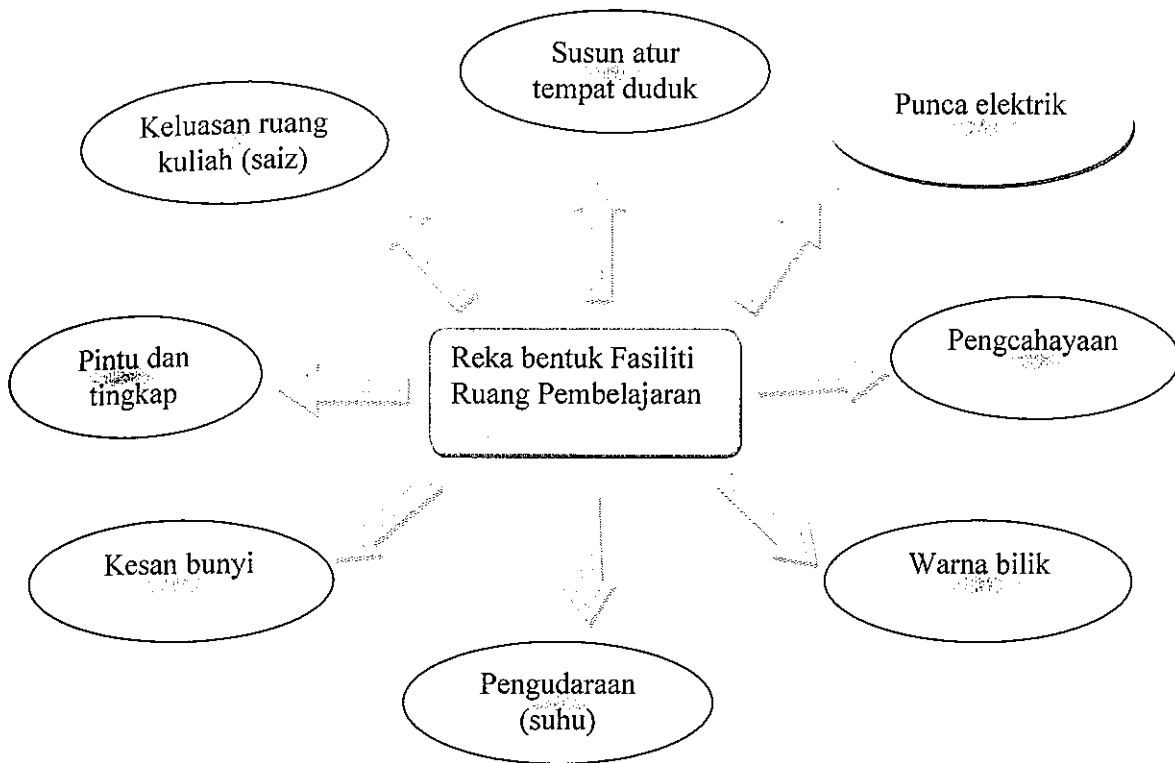 Susun atur
tempat duduk
Punca elektrik
Keluasan ruang
kuliah (saiz)
Pintu dan
tingkap
Reka bentuk Fasiliti
Ruang Pembelajaran
Pengcahayaan
Kesan bunyi
Warna bilik
Pengudaraan
(suhu)